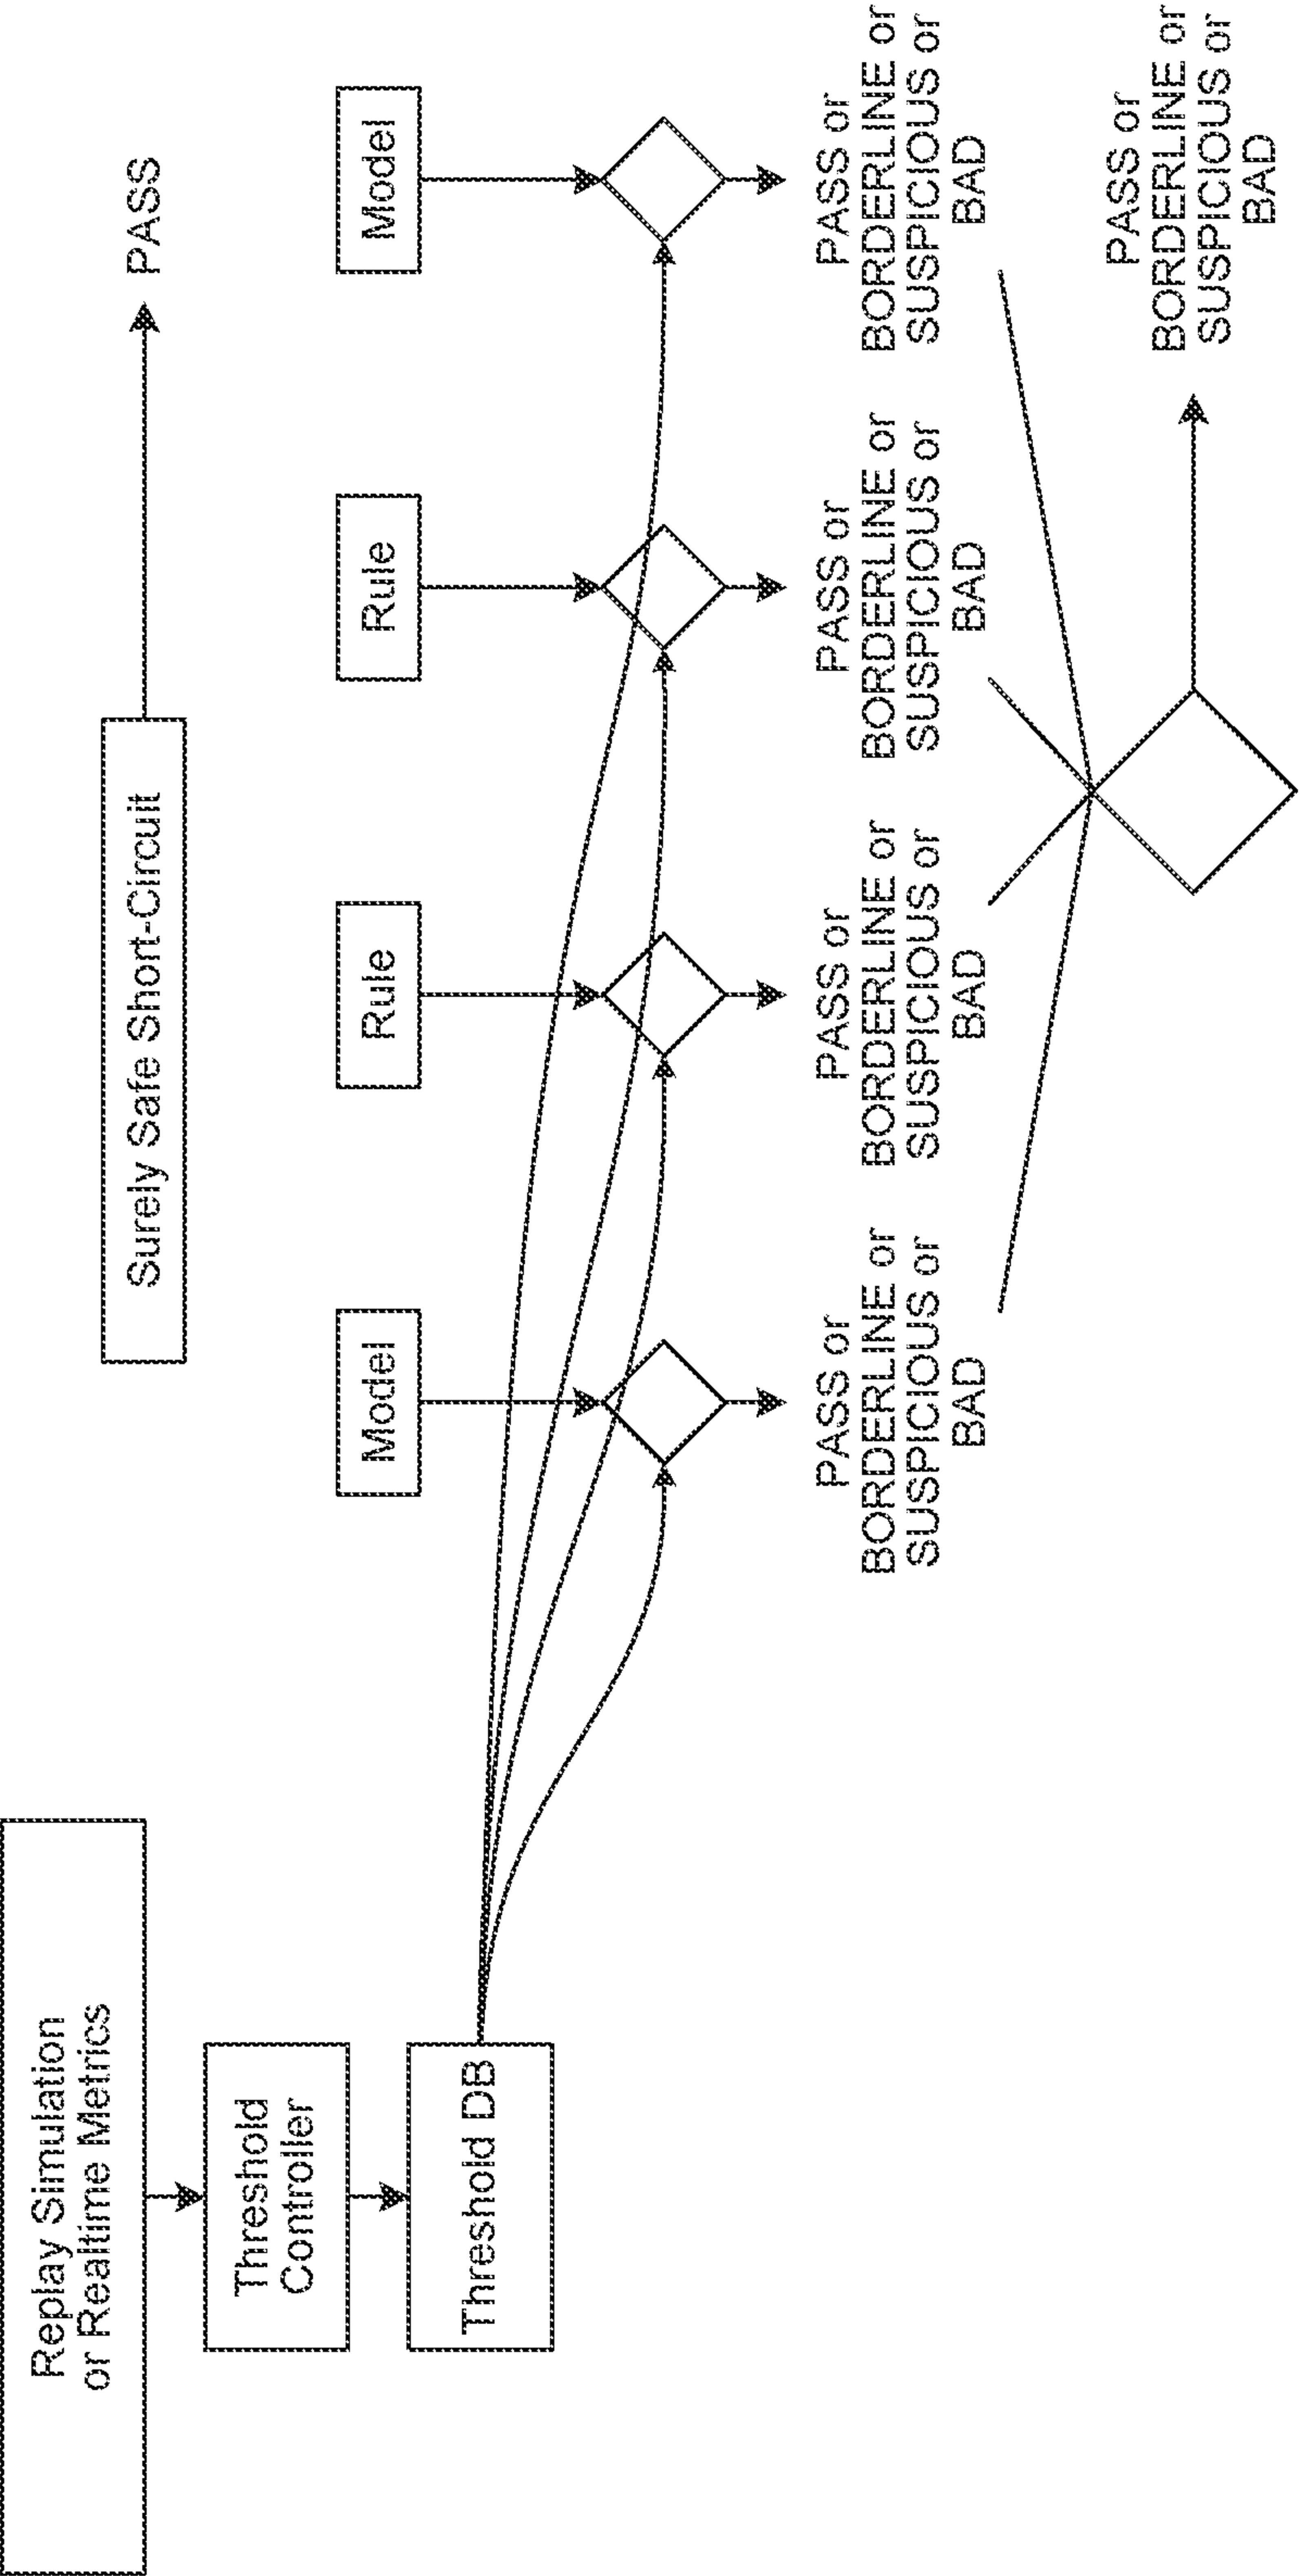 Replay Simulation
or Realtime Metrics
Threshold
Controller
Threshold DB
Surely Safe Short-Circuit
PASS
Model
Rule
Rule
Model
PASS or
BORDERLINE or
SUSPICIOUS or
BAD
PASS or
BORDERLINE or
SUSPICIOUS or
BAD
PASS or
BORDERLINE or
SUSPICIOUS or
BAD
PASS or
BORDERLINE or
SUSPICIOUS or
BAD
PASS or
BORDERLINE or
SUSPICIOUS or
BAD